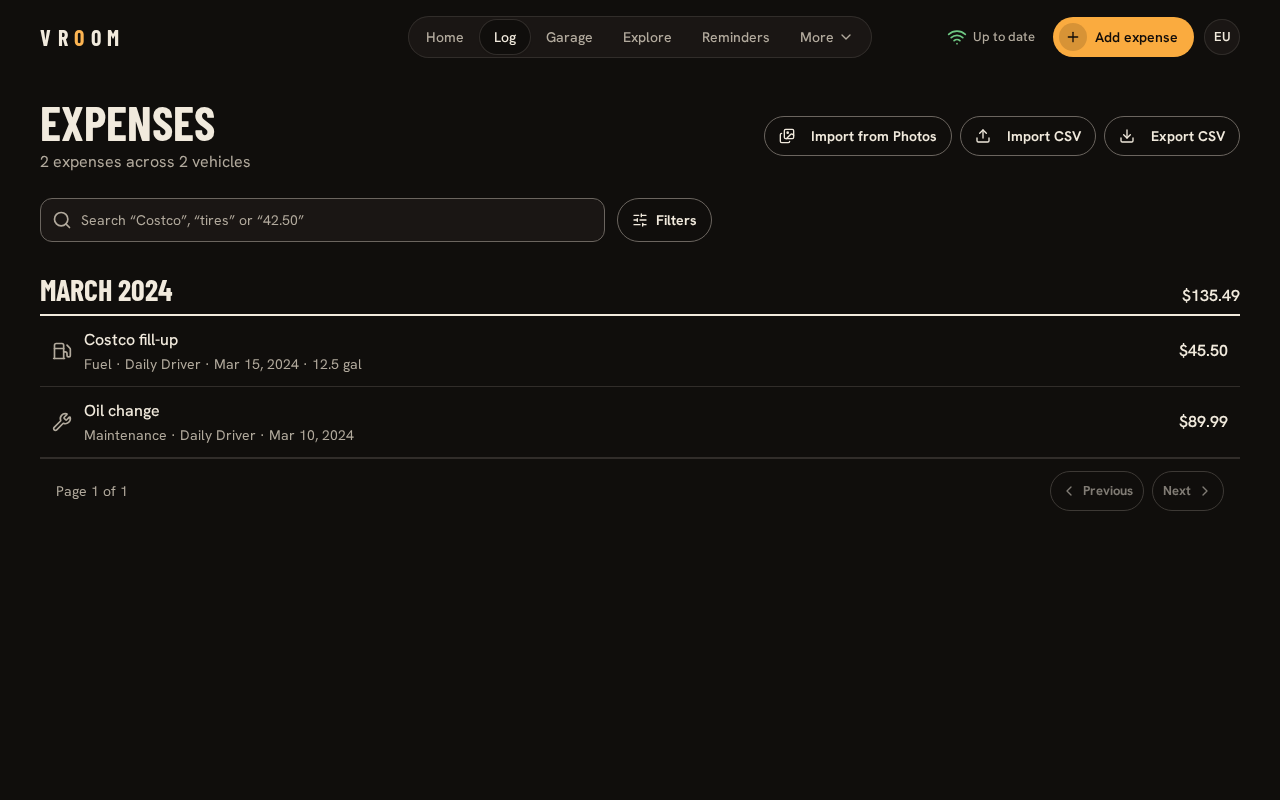 VROOM
Home Log Garage Explore Reminders More
Up to date
Add expense
EU
EXPENSES
2 expenses across 2 vehicles
Import from Photos
Import CSV
Export CSV
Search “Costco”, “tires” or “42.50”
Filters
MARCH 2024
$135.49
Costco fill-up
Fuel · Daily Driver · Mar 15, 2024 · 12.5 gal
$45.50
Oil change
Maintenance · Daily Driver · Mar 10, 2024
$89.99
Page 1 of 1
Previous
Next